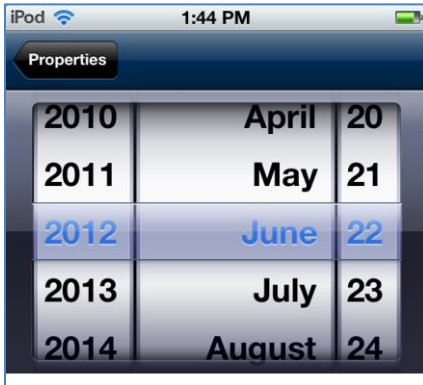 iPod 1:44 PM
Properties
2010 April 20
2011 May 21
2012 June 22
2013 July 23
2014 August 24